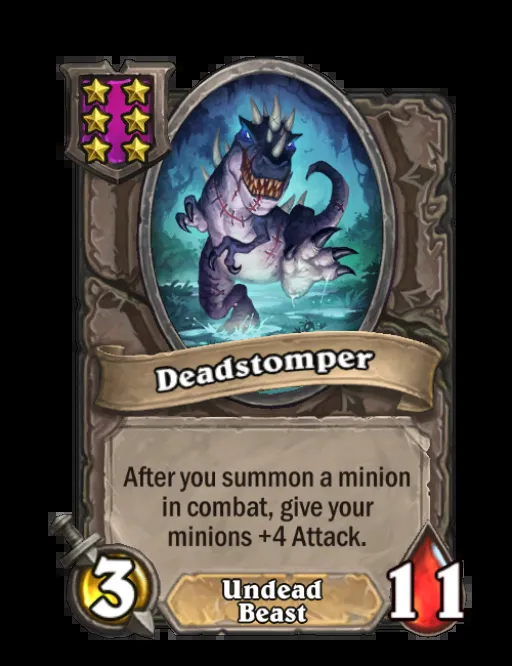 Deadstomper
After you summon a minion
in combat, give your
minions +4 Attack.
3
Undead
Beast
11